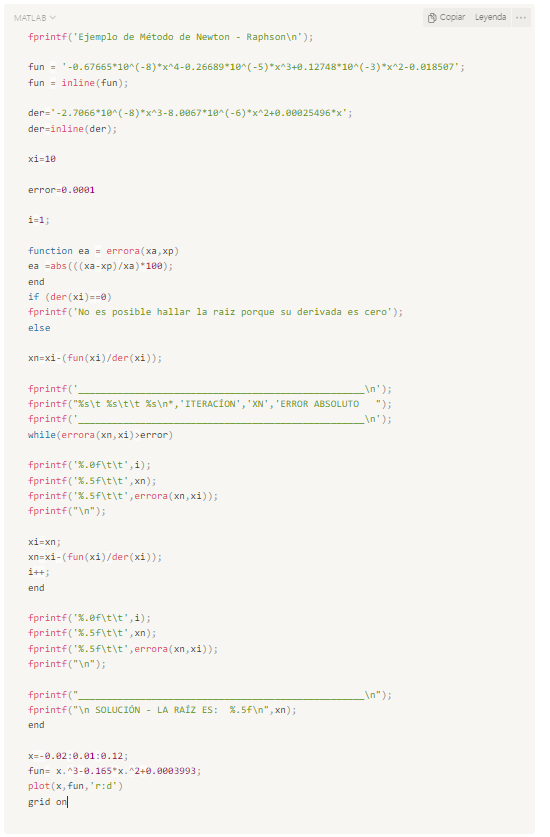 MATLAB
Copiar Leyenda ...
fprintf('Ejemplo de Método de Newton - Raphson\n');
fun = '-0.67665*10^(-8)*x^4-0.26689*10^(-5)*x^3+0.12748*10^(-3)*x^2-0.018507';
fun = inline(fun);
der='-2.7066*10^(-8)*x^3-8.0067*10^(-6)*x^2+0.00025496*x';
der=inline(der);
xi=10
error=0.0001
i=1;
function ea = errora(xa,xp)
ea =abs(((xa-xp)/xa)*100);
end
if (der(xi)==0)
fprintf('No es posible hallar la raiz porque su derivada es cero');
else
xn=xi-(fun(xi)/der(xi));
fprintf('___________________________________________________\n');
fprintf("%s\t %s\t\t %s\n*,'ITERACÍON','XN','ERROR ABSOLUTO   ");
fprintf('___________________________________________________\n');
while(errora(xn,xi)>error)
fprintf('%.0f\t\t',i);
fprintf('%.5f\t\t',xn);
fprintf('%.5f\t\t',errora(xn,xi));
fprintf("\n");
xi=xn;
xn=xi-(fun(xi)/der(xi));
i++;
end
fprintf('%.0f\t\t',i);
fprintf('%.5f\t\t',xn);
fprintf('%.5f\t\t',errora(xn,xi));
fprintf("\n");
fprintf("___________________________________________________\n");
fprintf("\n SOLUCIÓN - LA RAÍZ ES:  %.5f\n",xn);
end
x=-0.02:0.01:0.12;
fun= x.^3-0.165*x.^2+0.0003993;
plot(x,fun,'r:d')
grid on